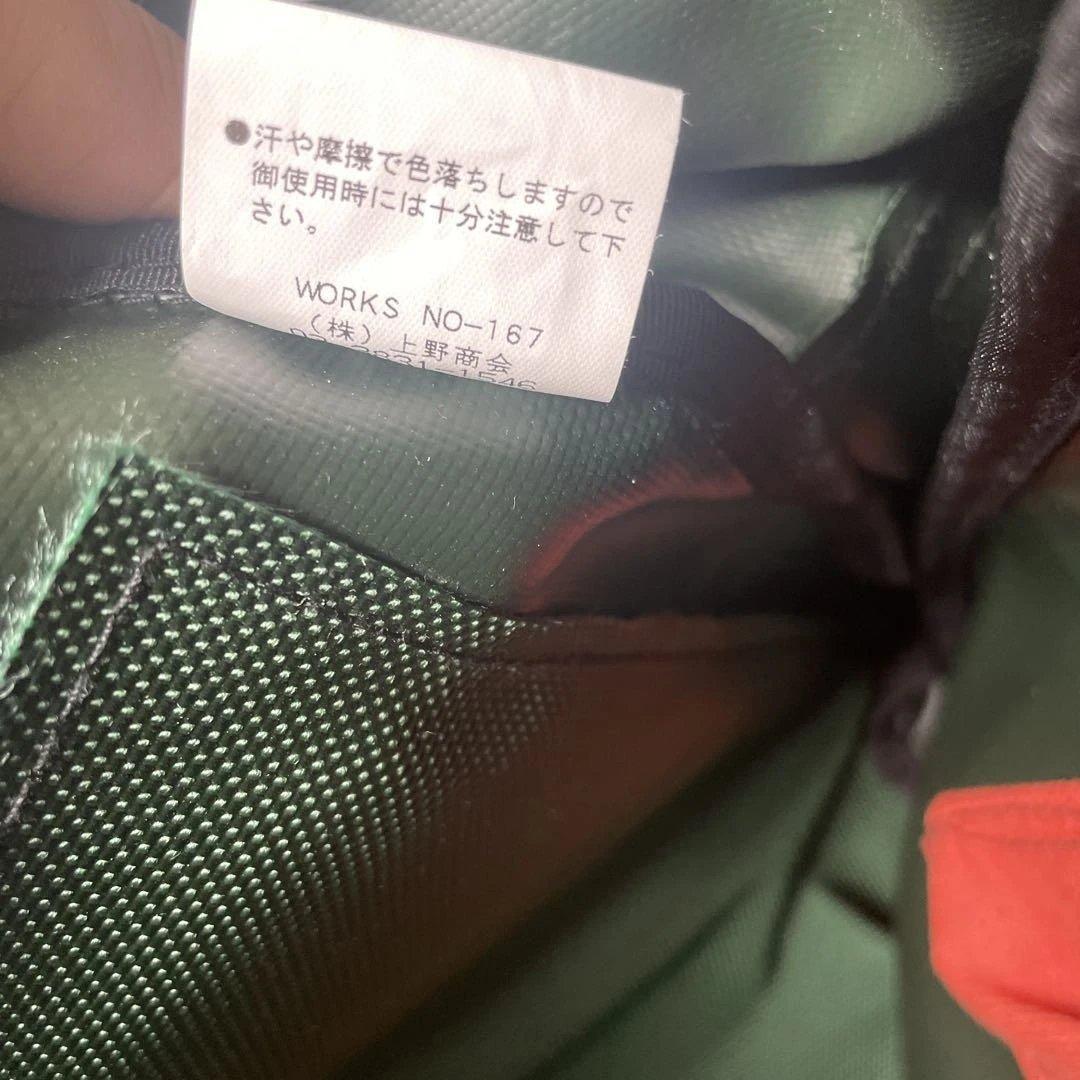 ●汗や摩擦で色落ちしますので
御使用時には十分注意して下
さい。
WORKS NO-167
(株)上野商会